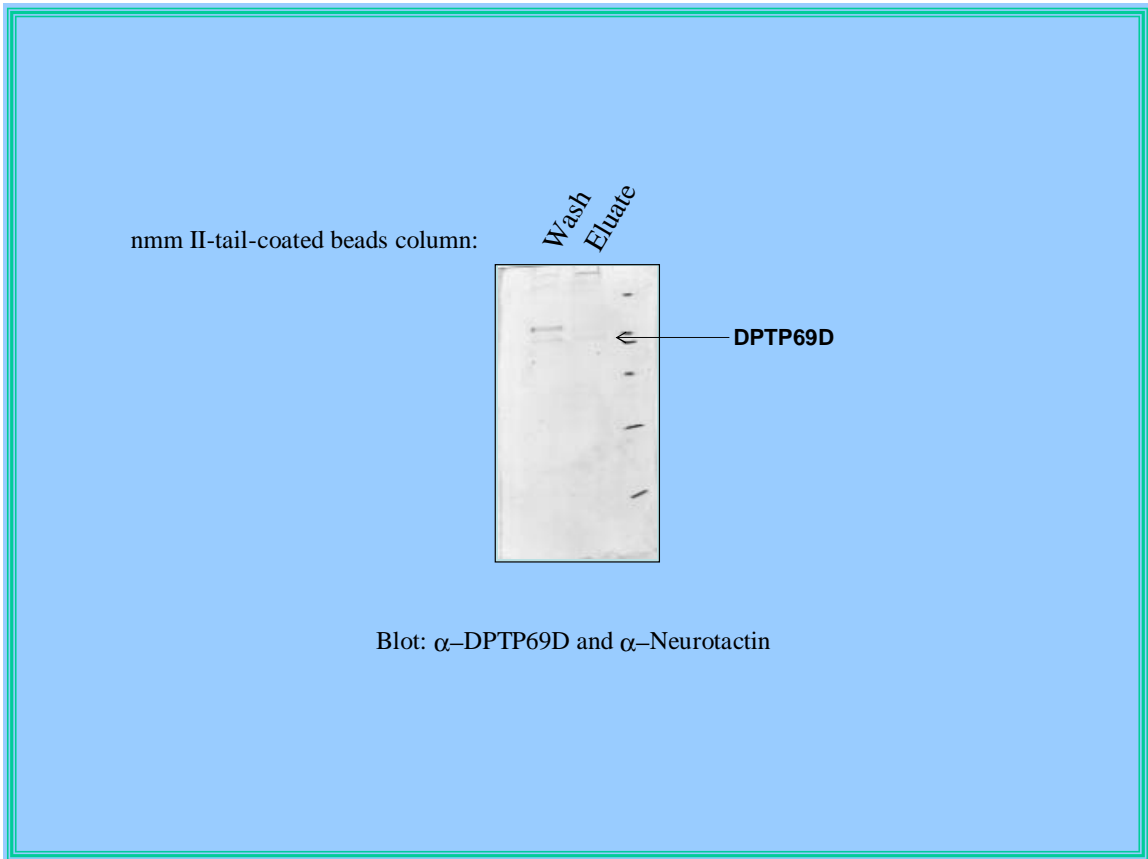 Wash
Eluate
nmm II-tail-coated beads column:
DPTP69D
Blot: α–DPTP69D and α–Neurotactin